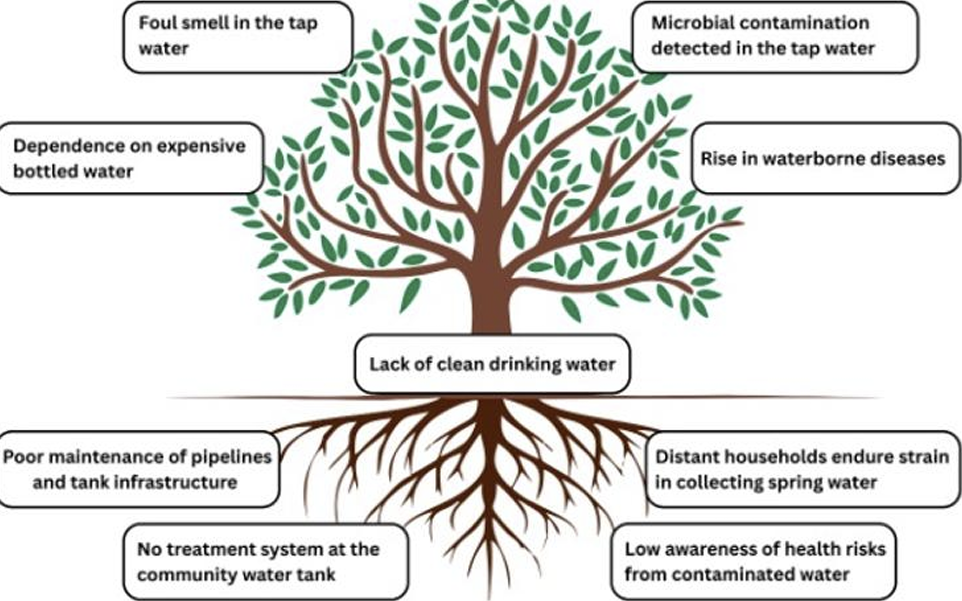 Foul smell in the tap
water
Microbial contamination
detected in the tap water
Dependence on expensive
bottled water
Rise in waterborne diseases
Lack of clean drinking water
Poor maintenance of pipelines
and tank infrastructure
Distant households endure strain
in collecting spring water
No treatment system at the
community water tank
Low awareness of health risks
from contaminated water